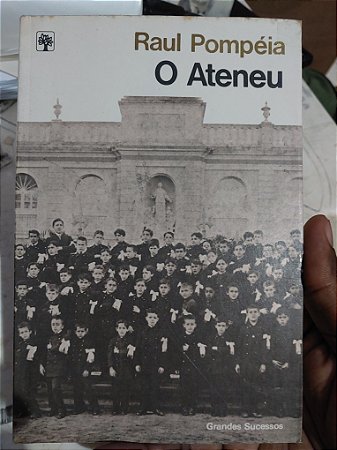 Raul Pompéia
O Ateneu
Grandes Sucessos